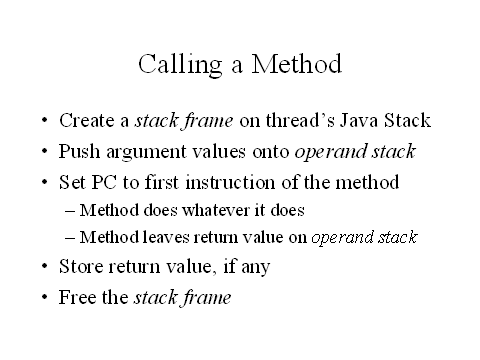 Calling a Method
• Create a stack frame on thread's Java Stack
• Push argument values onto operand stack
• Set PC to first instruction of the method
– Method does whatever it does
– Method leaves return value on operand stack
• Store return value, if any
• Free the stack frame